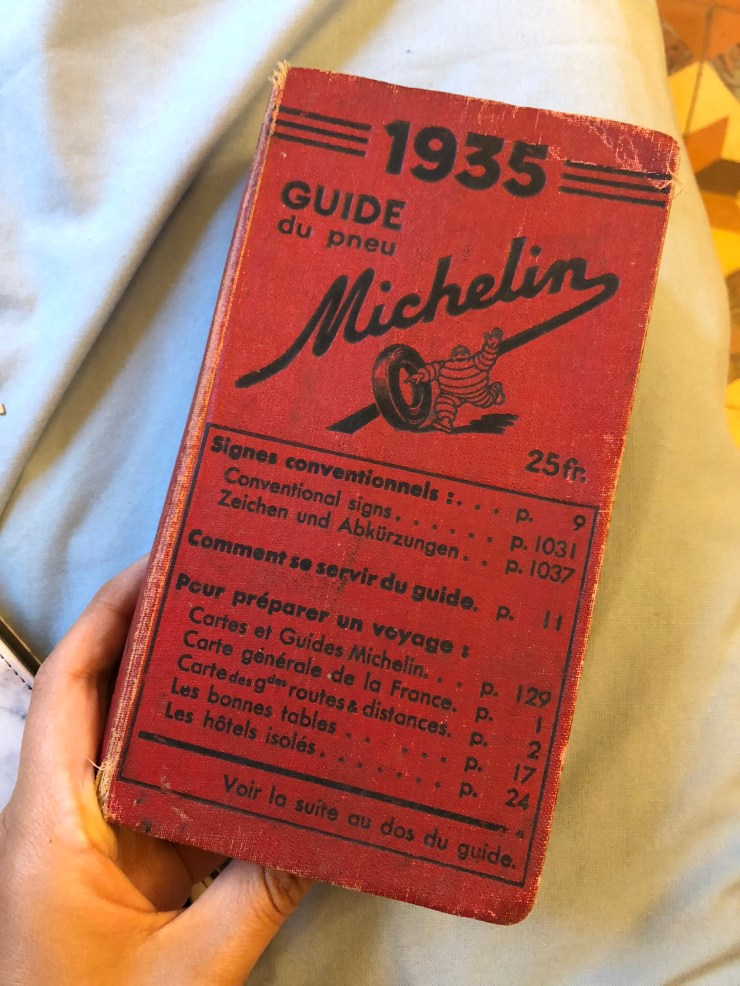 1935
GUIDE
du pneu
Michelin
25 fr.
Signes conventionnels : . . . p. 9
Conventional signs . . . . . . p. 1031
Zeichen und Abkürzungen . . p. 1037
Comment se servir du guide. p. 11
Pour préparer un voyage :
Cartes et Guides Michelin. . . p. 129
Carte générale de la France. p. 1
Carte des gdes routes & distances. p. 2
Les bonnes tables . . . . . . p. 17
Les hôtels isolés. . . . . . . p. 24
Voir la suite au dos du guide.